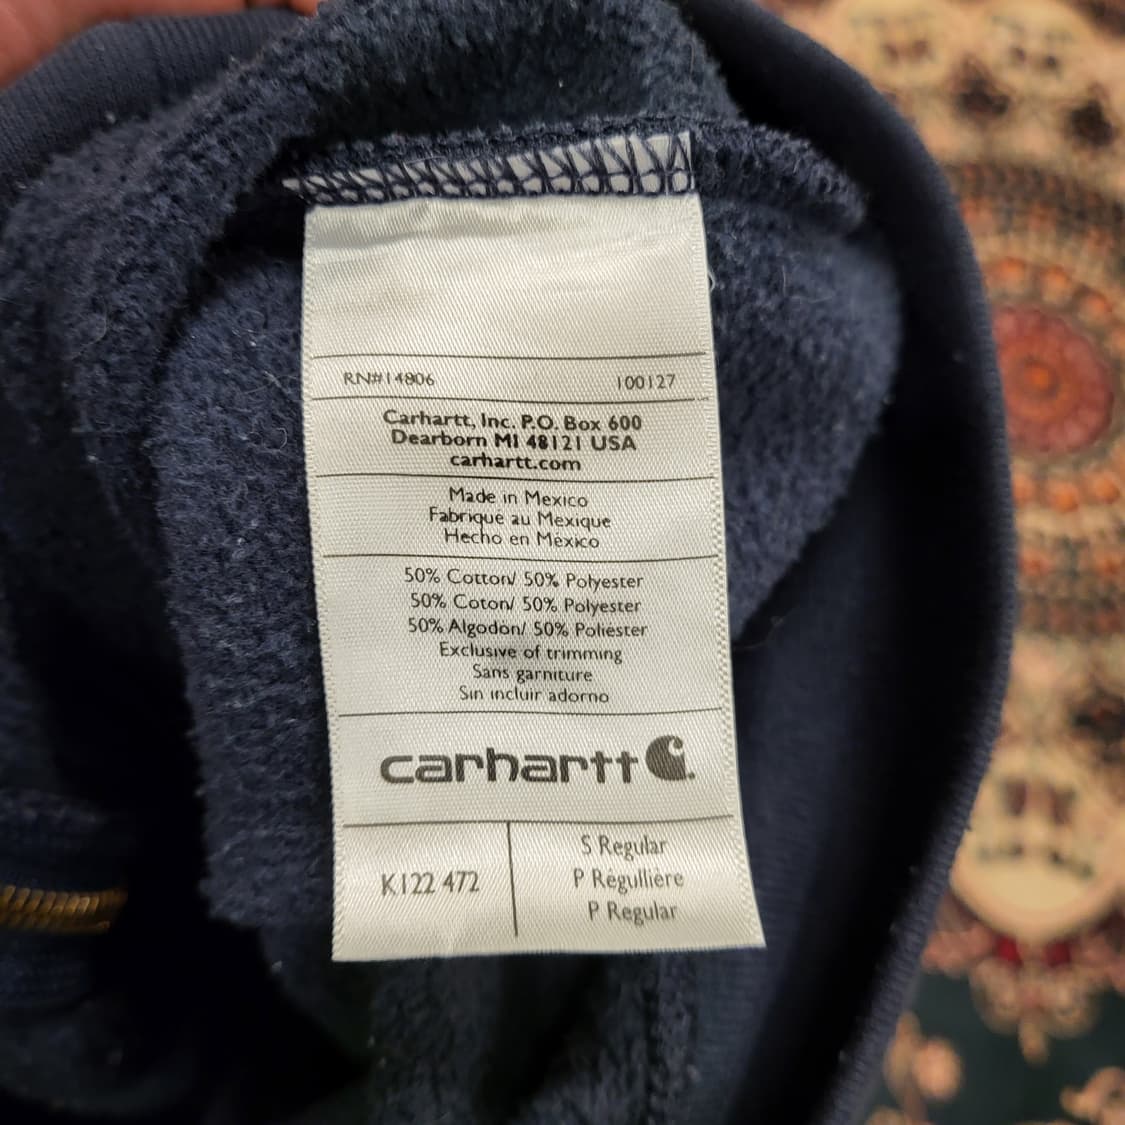 RN#14806 100127
Carhartt, Inc. P.O. Box 600
Dearborn MI 48121 USA
carhartt.com
Made in Mexico
Fabriqué au Mexique
Hecho en México
50% Cotton/ 50% Polyester
50% Coton/ 50% Polyester
50% Algodon/ 50% Poliéster
Exclusive of trimming
Sans garniture
Sin incluir adorno
carhartt
K122 472
S Regular
P Régullière
P Regular